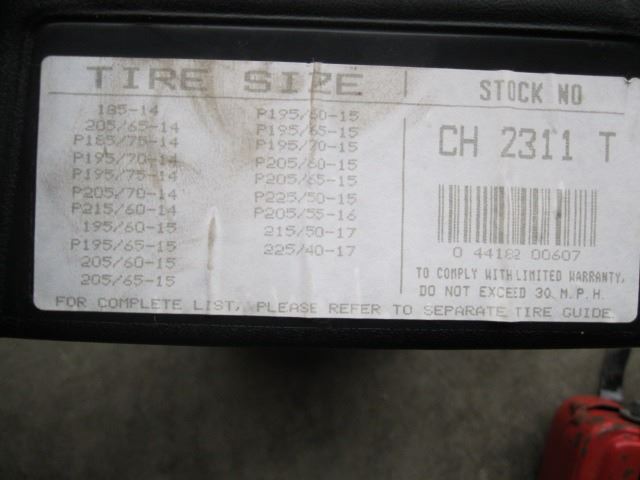 TIRE SIZE
185-14
205/65-14
P185/75-14
P195/70-14
P195/75-14
P205/70-14
P215/60-14
195/60-15
P195/65-15
205/60-15
205/65-15
P195/60-15
P195/65-15
P195/70-15
P205/60-15
P205/65-15
P225/50-15
P205/55-16
215/50-17
225/40-17
STOCK NO
CH 2311 T
0 44182 00607
TO COMPLY WITH LIMITED WARRANTY,
DO NOT EXCEED 30 M.P.H.
FOR COMPLETE LIST, PLEASE REFER TO SEPARATE TIRE GUIDE.